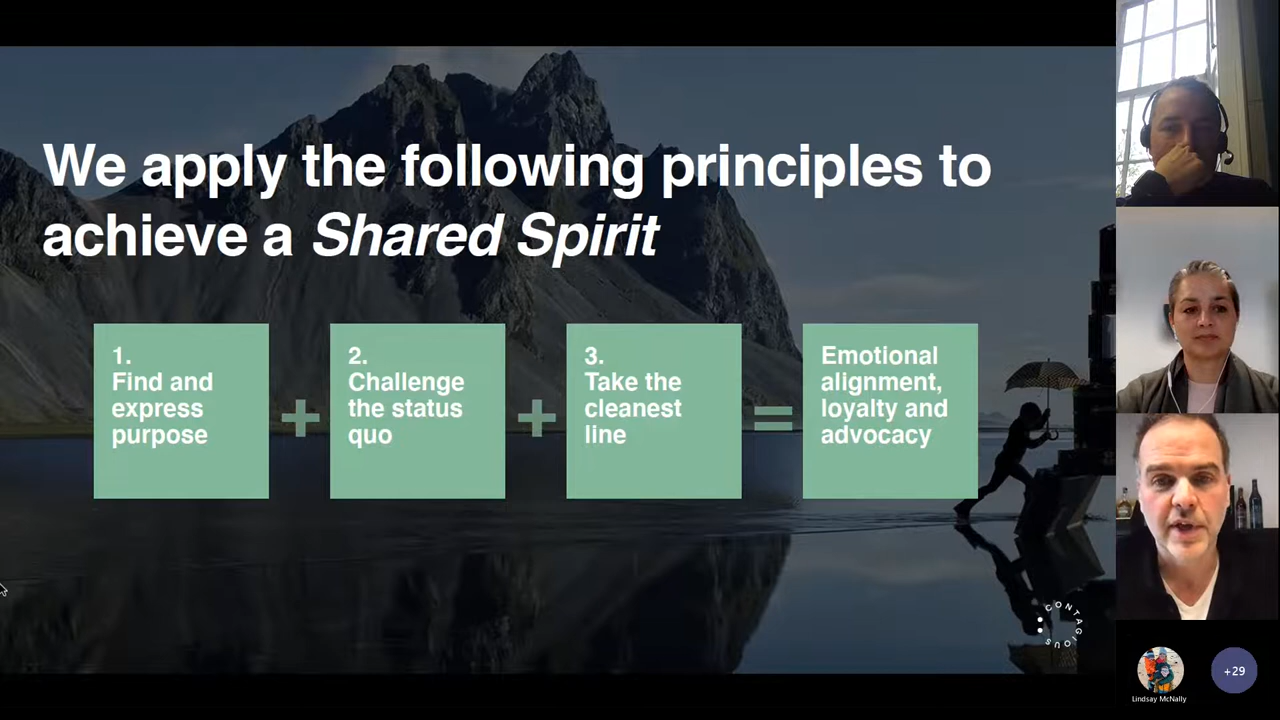 We apply the following principles to
achieve a Shared Spirit
1.
Find and
express
purpose
+
2.
Challenge
the status
quo
+
3.
Take the
cleanest
line
=
Emotional
alignment,
loyalty and
advocacy
CONTAGIOUS
Lindsay McNally
+29